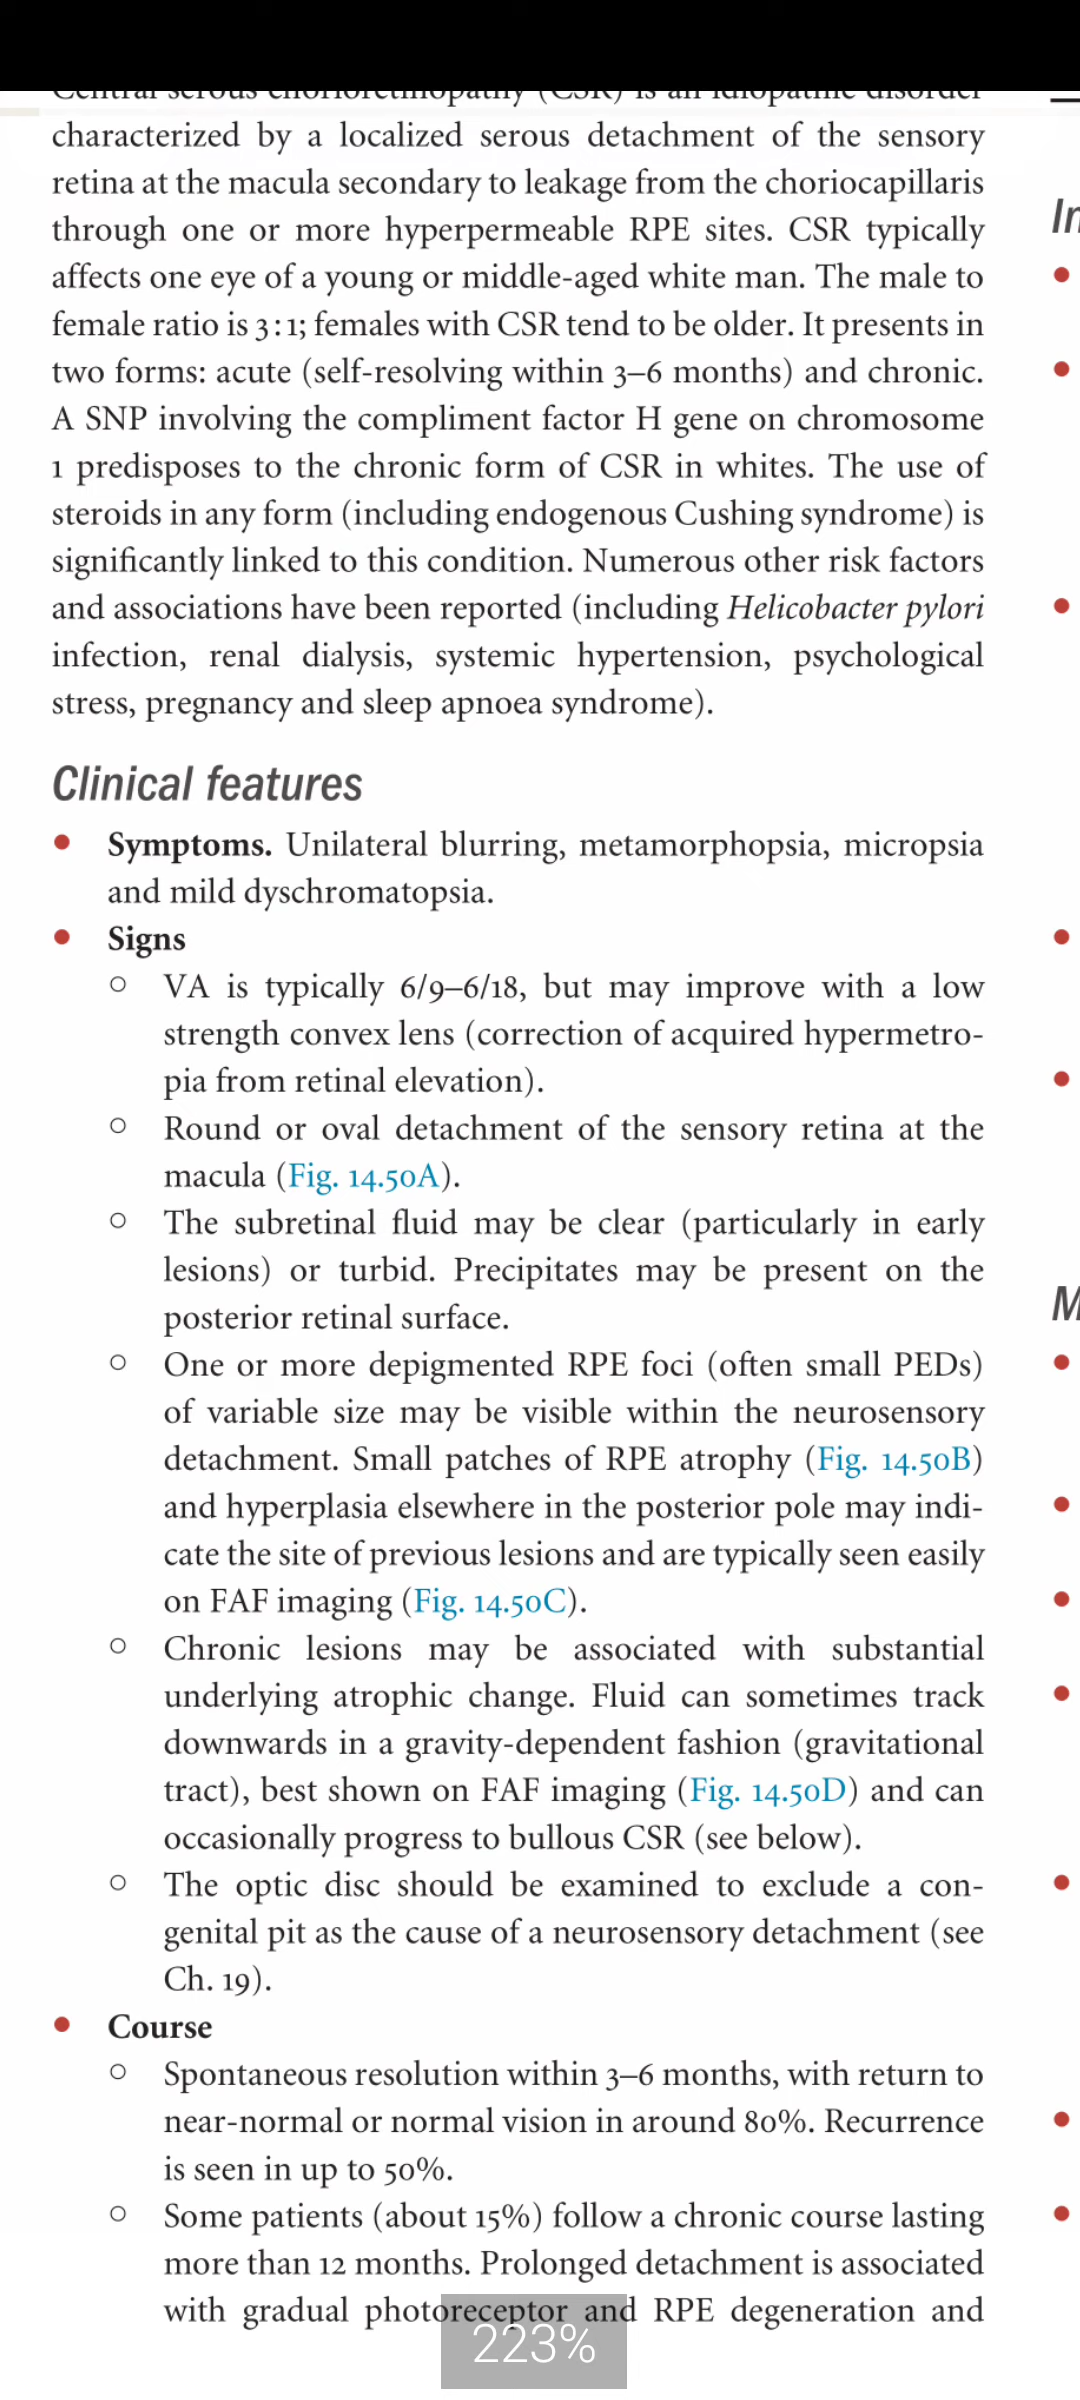 Central serous chorioretinopathy (CSR) is an idiopathic disorder
characterized by a localized serous detachment of the sensory
retina at the macula secondary to leakage from the choriocapillaris
through one or more hyperpermeable RPE sites. CSR typically
affects one eye of a young or middle-aged white man. The male to
female ratio is 3 : 1; females with CSR tend to be older. It presents in
two forms: acute (self-resolving within 3–6 months) and chronic.
A SNP involving the compliment factor H gene on chromosome
1 predisposes to the chronic form of CSR in whites. The use of
steroids in any form (including endogenous Cushing syndrome) is
significantly linked to this condition. Numerous other risk factors
and associations have been reported (including Helicobacter pylori
infection, renal dialysis, systemic hypertension, psychological
stress, pregnancy and sleep apnoea syndrome).
Clinical features
• Symptoms. Unilateral blurring, metamorphopsia, micropsia
and mild dyschromatopsia.
• Signs
○ VA is typically 6/9–6/18, but may improve with a low
strength convex lens (correction of acquired hypermetro-
pia from retinal elevation).
○ Round or oval detachment of the sensory retina at the
macula (Fig. 14.50A).
○ The subretinal fluid may be clear (particularly in early
lesions) or turbid. Precipitates may be present on the
posterior retinal surface.
○ One or more depigmented RPE foci (often small PEDs)
of variable size may be visible within the neurosensory
detachment. Small patches of RPE atrophy (Fig. 14.50B)
and hyperplasia elsewhere in the posterior pole may indi-
cate the site of previous lesions and are typically seen easily
on FAF imaging (Fig. 14.50C).
○ Chronic lesions may be associated with substantial
underlying atrophic change. Fluid can sometimes track
downwards in a gravity-dependent fashion (gravitational
tract), best shown on FAF imaging (Fig. 14.50D) and can
occasionally progress to bullous CSR (see below).
○ The optic disc should be examined to exclude a con-
genital pit as the cause of a neurosensory detachment (see
Ch. 19).
• Course
○ Spontaneous resolution within 3–6 months, with return to
near-normal or normal vision in around 80%. Recurrence
is seen in up to 50%.
○ Some patients (about 15%) follow a chronic course lasting
more than 12 months. Prolonged detachment is associated
with gradual photoreceptor and RPE degeneration and
223%